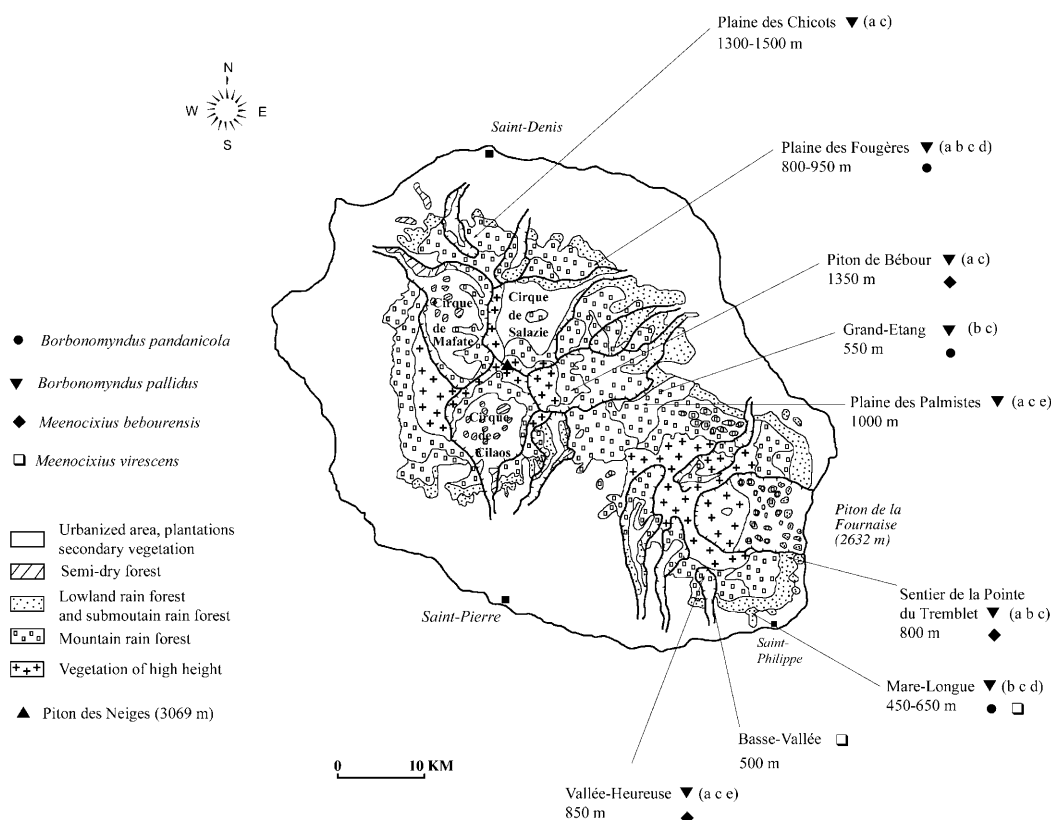 Plaine des Chicots (a c)
1300-1500 m
N
W E
S
Saint-Denis
Plaine des Fougères (a b c d)
800-950 m
Piton de Bébour (a c)
1350 m
Cirque
de
Mafate
Cirque
de
Salazie
Grand-Etang (b c)
550 m
Borbonomyndus pandanicola
Borbonomyndus pallidus
Meenocixius bebourensis
Meenocixius virescens
Plaine des Palmistes (a c e)
1000 m
Cirque
de
Cilaos
Piton de la
Fournaise
(2632 m)
Urbanized area, plantations
secondary vegetation
Semi-dry forest
Lowland rain forest
and submoutain rain forest
Mountain rain forest
Vegetation of high height
Piton des Neiges (3069 m)
Saint-Pierre
Sentier de la Pointe
du Tremblet (a b c)
800 m
Saint-
Philippe
Mare-Longue (b c d)
450-650 m
Basse-Vallée
500 m
0 10 KM
Vallée-Heureuse (a c e)
850 m